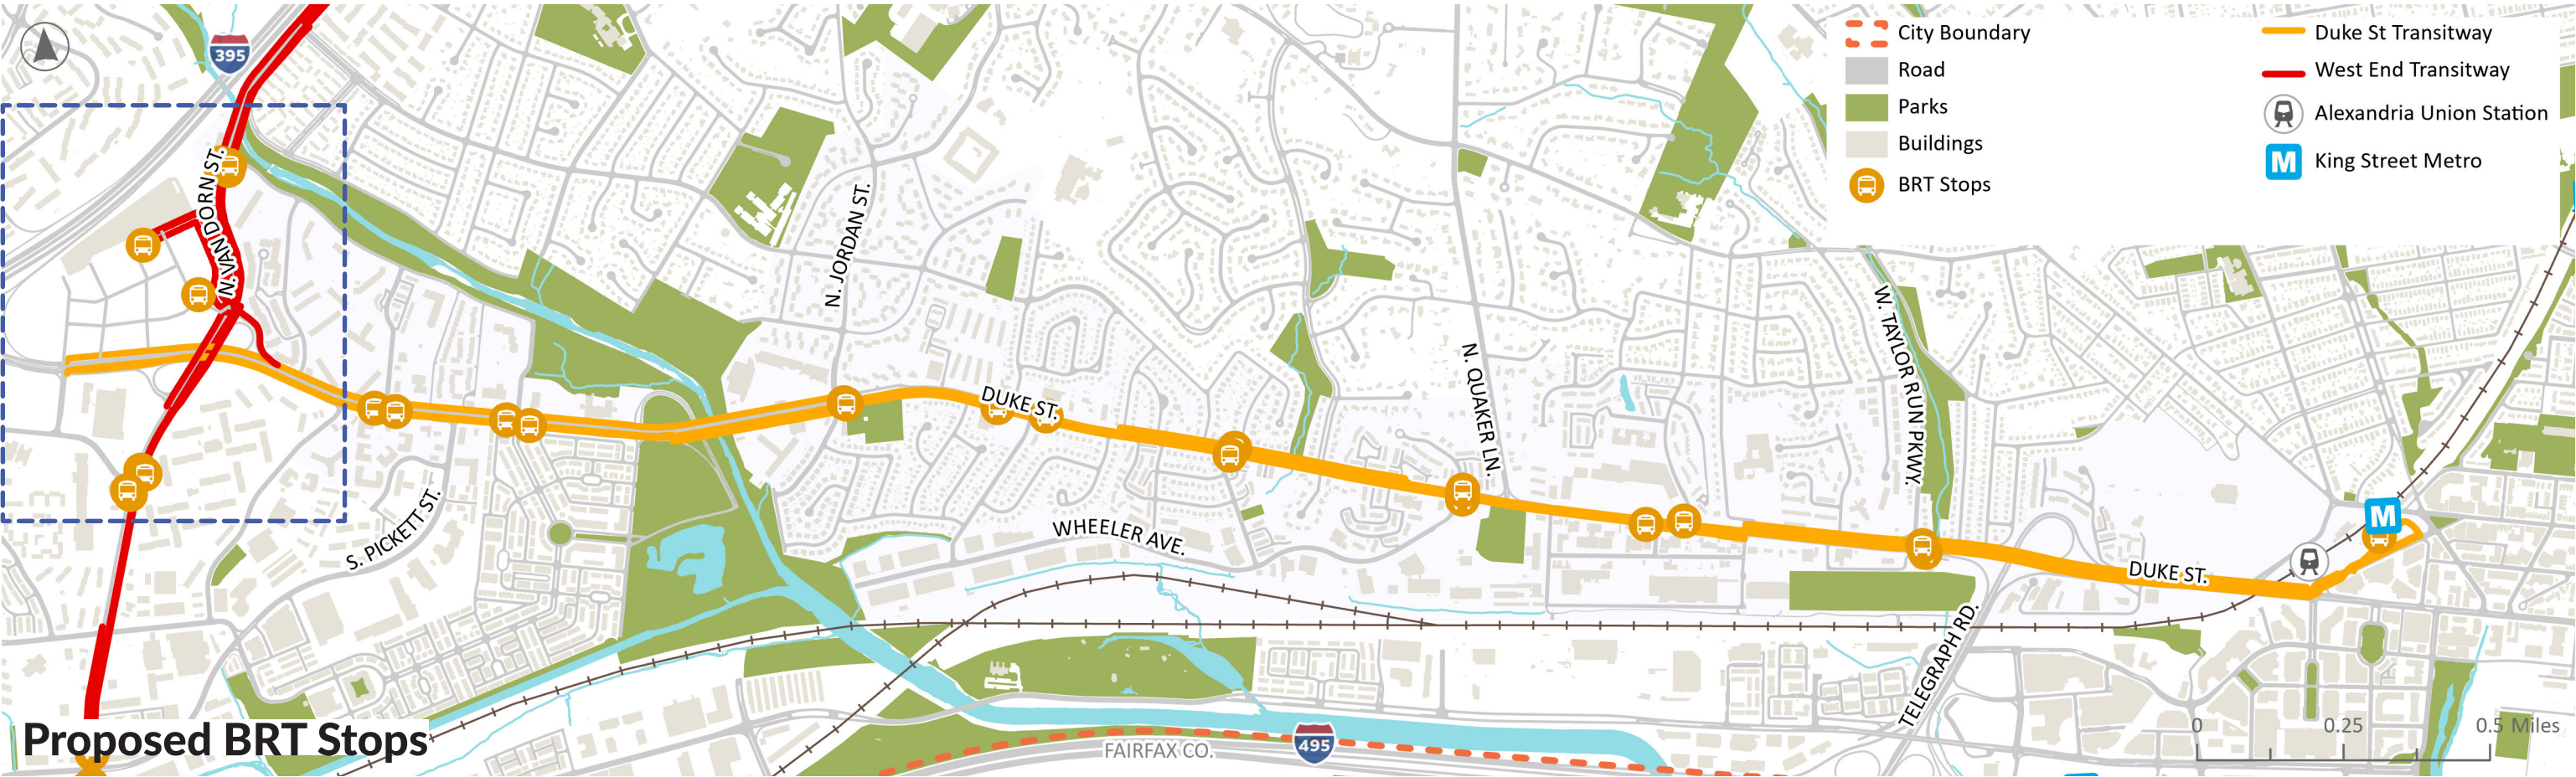 395
N. VAN DORN ST.
N. JORDAN ST.
DUKE ST.
N. QUAKER LN.
W. TAYLOR RUN PKWY.
S. PICKETT ST.
WHEELER AVE.
DUKE ST.
TELEGRAPH RD.
FAIRFAX CO.
495
M
City Boundary
Road
Parks
Buildings
BRT Stops
Duke St Transitway
West End Transitway
Alexandria Union Station
M King Street Metro
0 0.25 0.5 Miles
Proposed BRT Stops